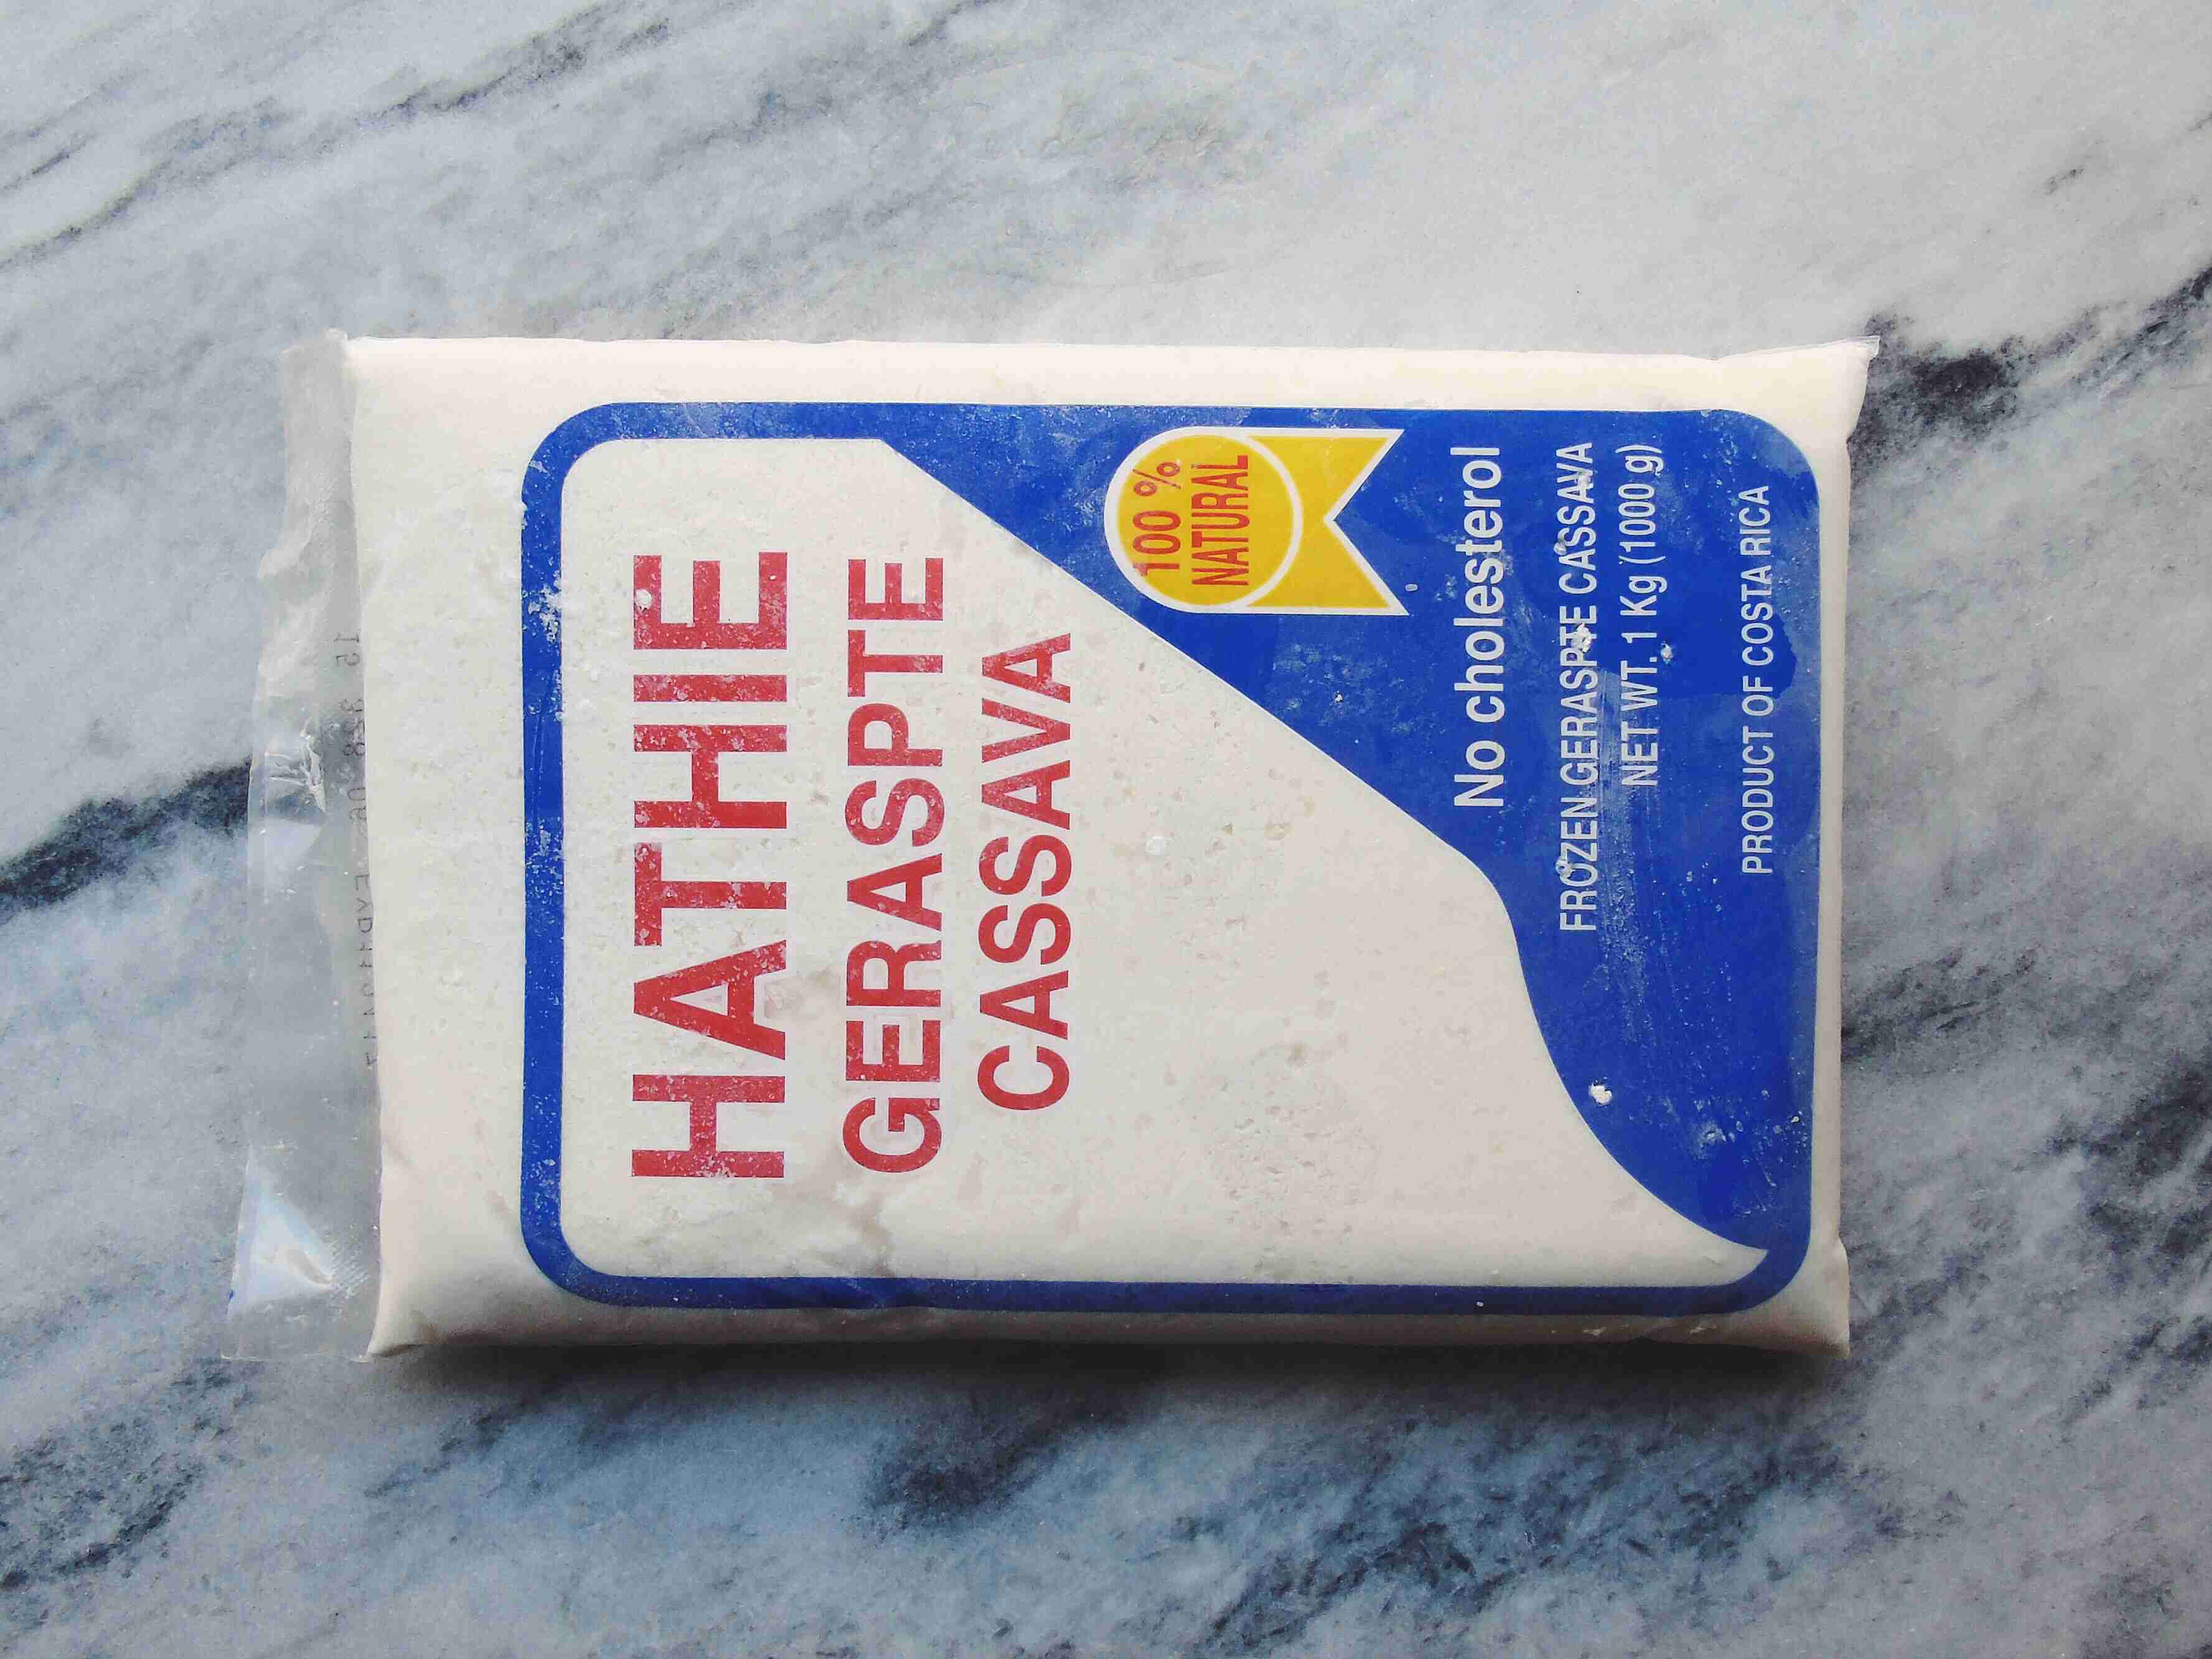 HATHIE
GERASPTE
CASSAVA
100 %
NATURAL
No cholesterol
FROZEN GERASPTE CASSAVA
NET WT. 1 Kg (1000 g)
PRODUCT OF COSTA RICA